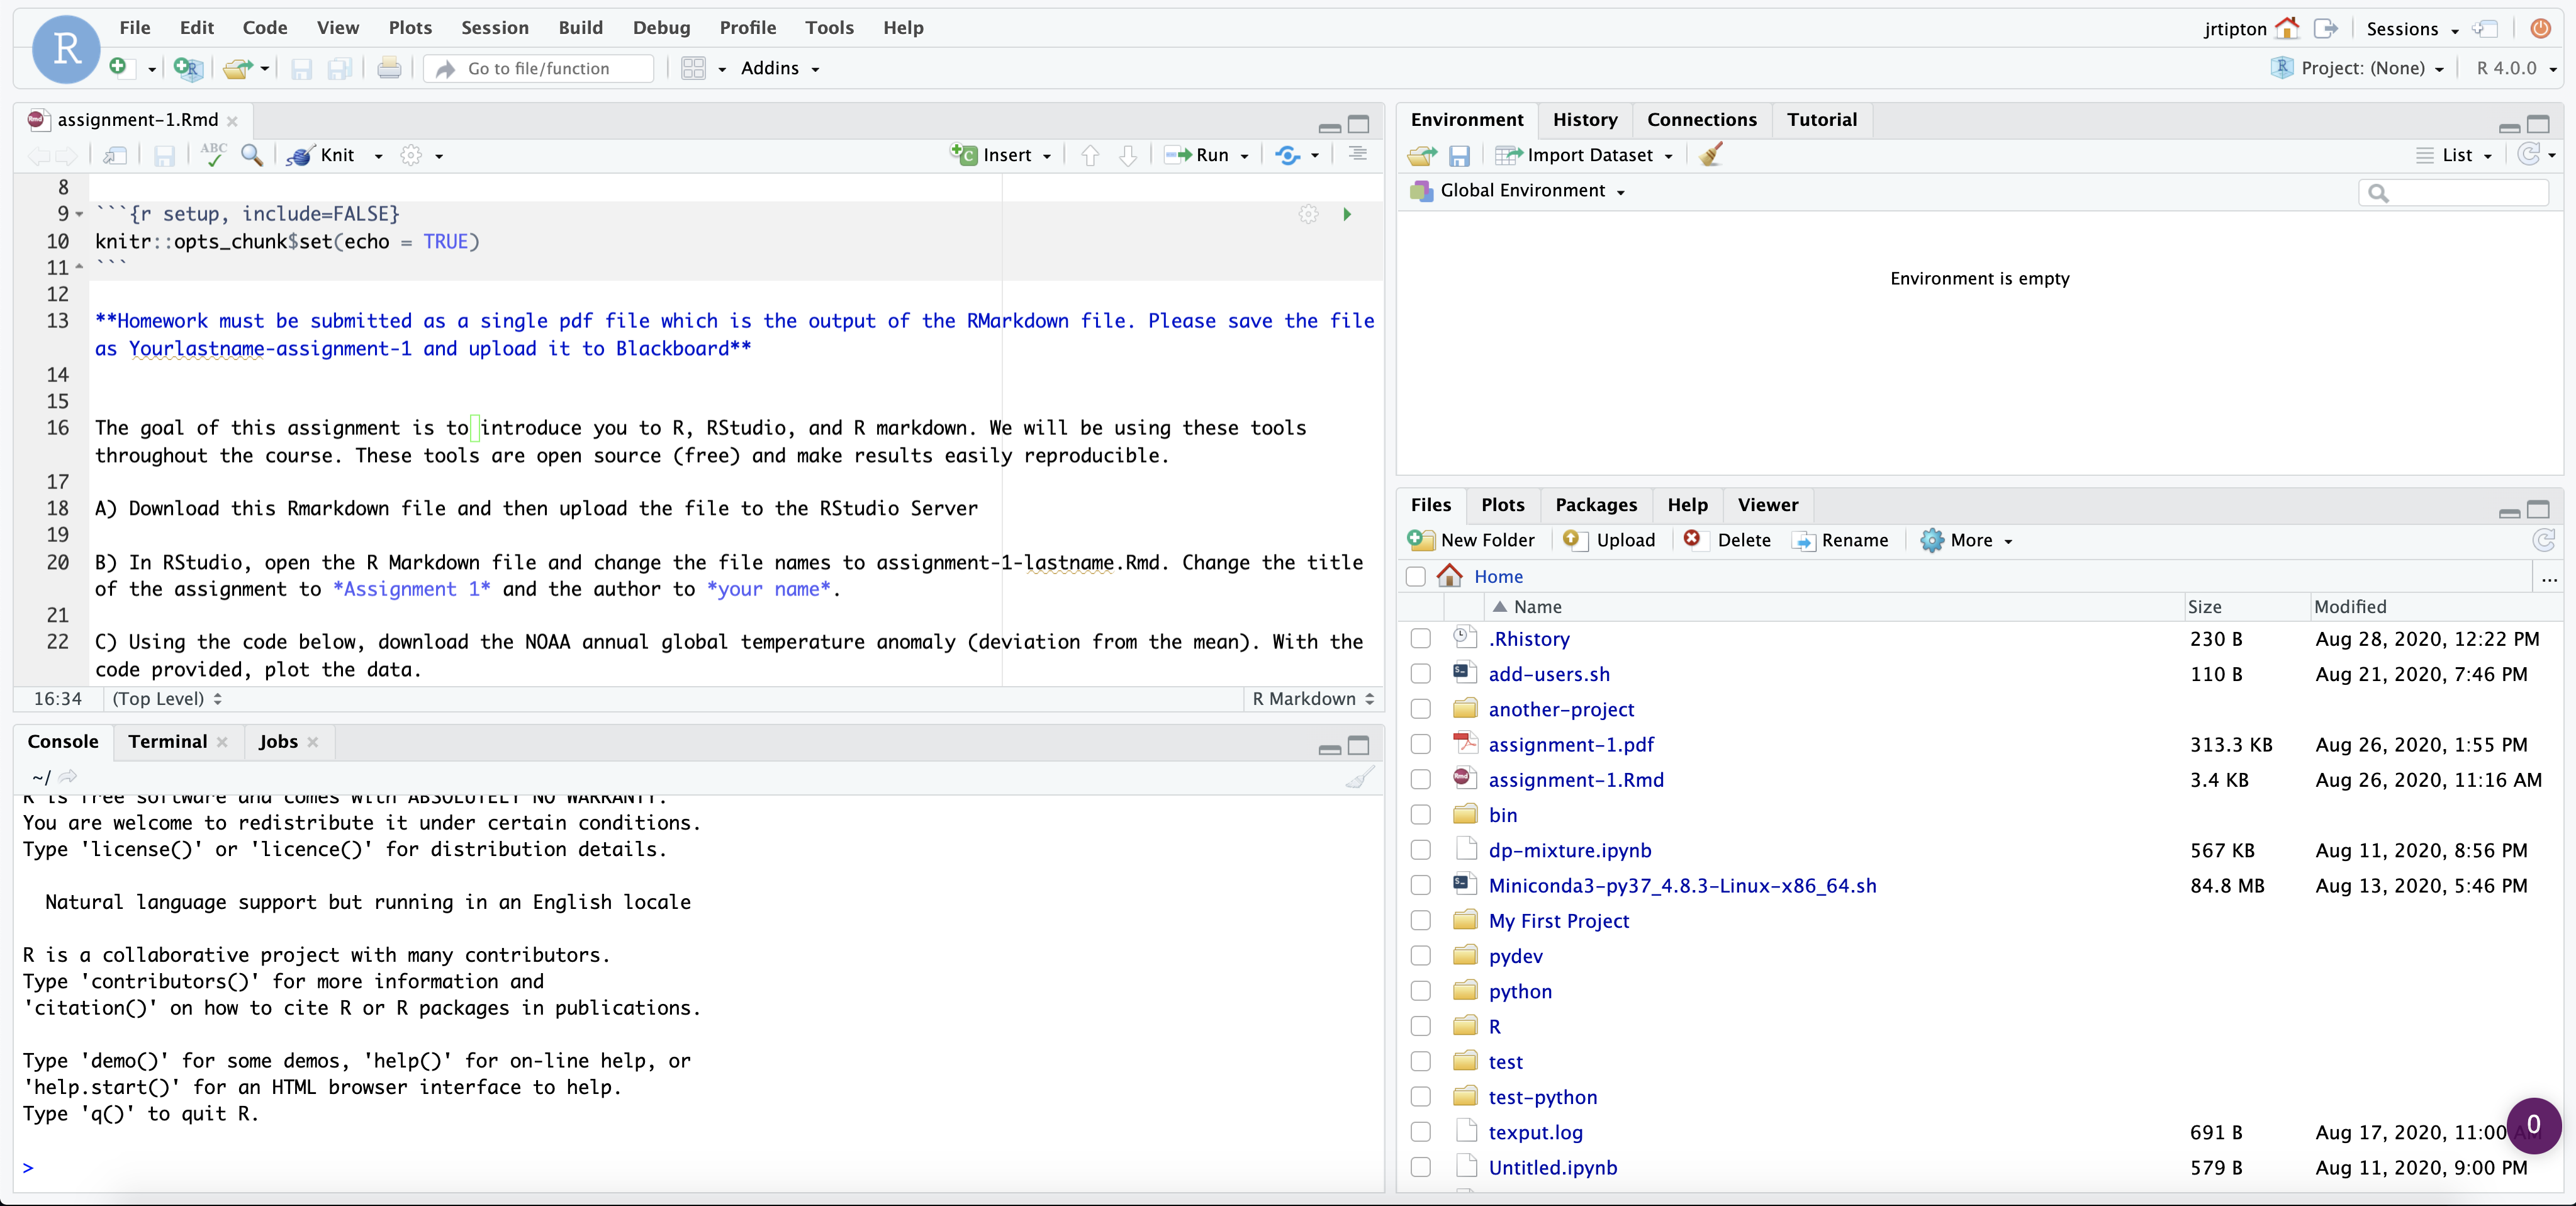 R
File Edit Code View Plots Session Build Debug Profile Tools Help
jrtipton Sessions
Go to file/function Addins
Project: (None) R 4.0.0
assignment-1.Rmd
ABC Knit Insert Run
8
9 ```{r setup, include=FALSE}
10 knitr::opts_chunk$set(echo = TRUE)
11 ```
12
13 **Homework must be submitted as a single pdf file which is the output of the RMarkdown file. Please save the file
as Yourlastname-assignment-1 and upload it to Blackboard**
14
15
16 The goal of this assignment is to introduce you to R, RStudio, and R markdown. We will be using these tools
throughout the course. These tools are open source (free) and make results easily reproducible.
17
18 A) Download this Rmarkdown file and then upload the file to the RStudio Server
19
20 B) In RStudio, open the R Markdown file and change the file names to assignment-1-lastname.Rmd. Change the title
of the assignment to *Assignment 1* and the author to *your name*.
21
22 C) Using the code below, download the NOAA annual global temperature anomaly (deviation from the mean). With the
code provided, plot the data.
16:34 (Top Level) R Markdown
Console Terminal Jobs
~/
R is free software and comes with ABSOLUTELY NO WARRANTY.
You are welcome to redistribute it under certain conditions.
Type 'license()' or 'licence()' for distribution details.
Natural language support but running in an English locale
R is a collaborative project with many contributors.
Type 'contributors()' for more information and
'citation()' on how to cite R or R packages in publications.
Type 'demo()' for some demos, 'help()' for on-line help, or
'help.start()' for an HTML browser interface to help.
Type 'q()' to quit R.
>
Environment History Connections Tutorial
Import Dataset List
Global Environment
Environment is empty
Files Plots Packages Help Viewer
New Folder Upload Delete Rename More
Home ...
Name Size Modified
.Rhistory 230 B Aug 28, 2020, 12:22 PM
add-users.sh 110 B Aug 21, 2020, 7:46 PM
another-project
assignment-1.pdf 313.3 KB Aug 26, 2020, 1:55 PM
assignment-1.Rmd 3.4 KB Aug 26, 2020, 11:16 AM
bin
dp-mixture.ipynb 567 KB Aug 11, 2020, 8:56 PM
Miniconda3-py37_4.8.3-Linux-x86_64.sh 84.8 MB Aug 13, 2020, 5:46 PM
My First Project
pydev
python
R
test
test-python
texput.log 691 B Aug 17, 2020, 11:00 AM
0
Untitled.ipynb 579 B Aug 11, 2020, 9:00 PM